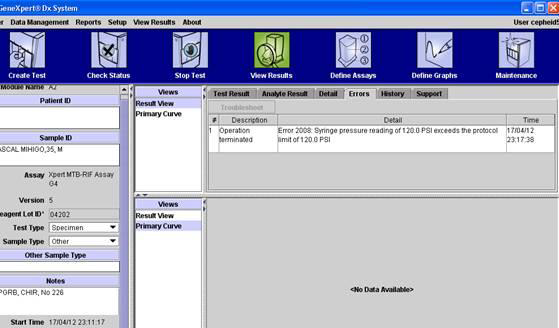 GeneXpert® Dx System
Data Management Reports Setup View Results About
User cepheid
Create Test
Check Status
Stop Test
View Results
Define Assays
Define Graphs
Maintenance
Module Name A2
Patient ID
Sample ID
ASCAL MIHIGO,35, M
Assay Xpert MTB-RIF Assay
G4
Version 5
eagent Lot ID* 04202
Test Type Specimen
Sample Type Other
Other Sample Type
Notes
PGRB, CHIR, No 226
Start Time 17/04/12 23:11:17
Views
Result View
Primary Curve
Test Result Analyte Result Detail Errors History Support
Troubleshoot
# Description Detail Time
1 Operation terminated Error 2008: Syringe pressure reading of 120.0 PSI exceeds the protocol limit of 120.0 PSI 17/04/12 23:17:38
Views
Result View
Primary Curve
<No Data Available>